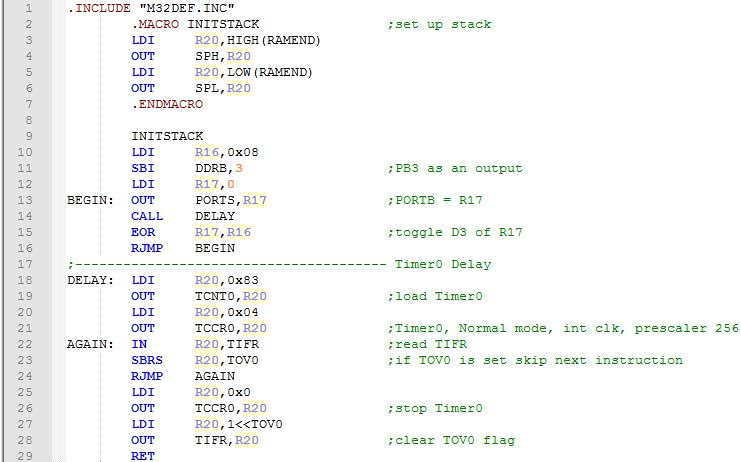 1 .INCLUDE "M32DEF.INC"
2 .MACRO INITSTACK ;set up stack
3 LDI R20,HIGH(RAMEND)
4 OUT SPH,R20
5 LDI R20,LOW(RAMEND)
6 OUT SPL,R20
7 .ENDMACRO
8
9 INITSTACK
10 LDI R16,0x08
11 SBI DDRB,3 ;PB3 as an output
12 LDI R17,0
13 BEGIN: OUT PORTS,R17 ;PORTB = R17
14 CALL DELAY
15 EOR R17,R16 ;toggle D3 of R17
16 RJMP BEGIN
17 ;--------------------------------------- Timer0 Delay
18 DELAY: LDI R20,0x83
19 OUT TCNT0,R20 ;load Timer0
20 LDI R20,0x04
21 OUT TCCR0,R20 ;Timer0, Normal mode, int clk, prescaler 256
22 AGAIN: IN R20,TIFR ;read TIFR
23 SBRS R20,TOV0 ;if TOV0 is set skip next instruction
24 RJMP AGAIN
25 LDI R20,0x0
26 OUT TCCR0,R20 ;stop Timer0
27 LDI R20,1<<TOV0
28 OUT TIFR,R20 ;clear TOV0 flag
29 RET